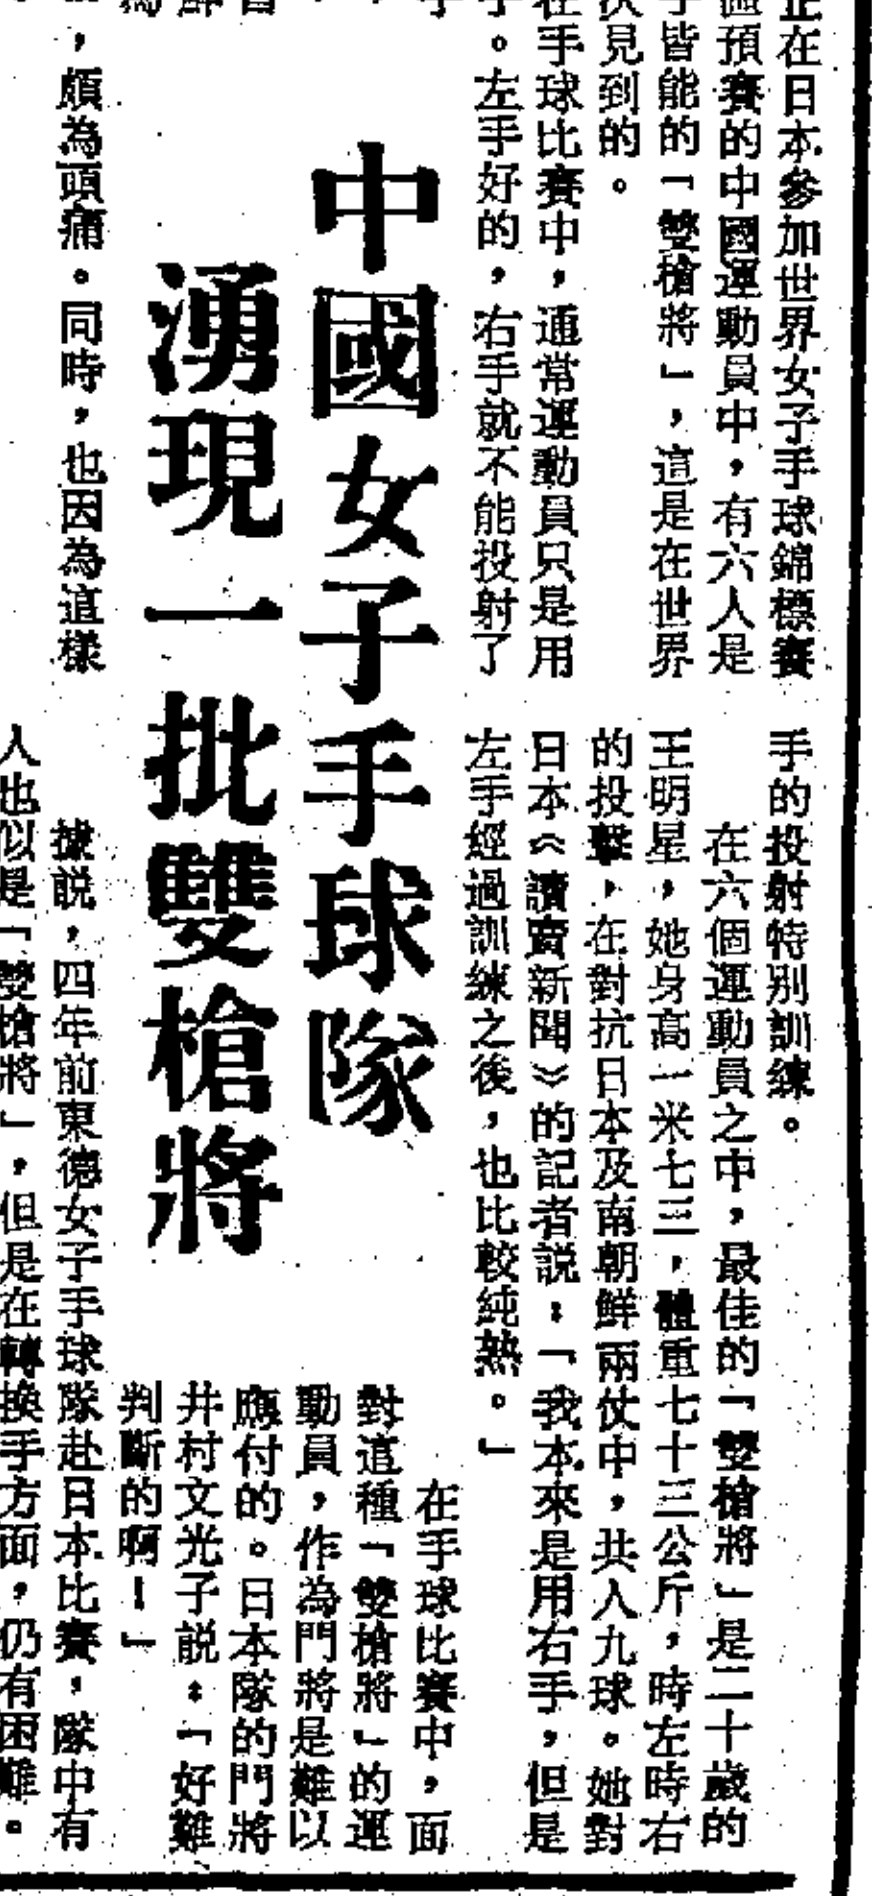 中國女子手球隊
湧現一批雙槍將
正在日本參加世界女子手球錦標賽
區預賽的中國運動員中，有六人是
手皆能的「雙槍將」，這是在世界
次見到的。
在手球比賽中，通常運動員只是用
手。左手好的，右手就不能投射了
，頗為頭痛。同時，也因為這樣
手的投射特別訓練。
在六個運動員之中，最佳的「雙槍將」是二十歲的
王明星，她身高一米七三，體重七十三公斤，時左時右
的投擊，在對抗日本及南朝鮮兩仗中，共入九球。她對
日本《讀賣新聞》的記者説：「我本來是用右手，但是
左手經過訓練之後，也比較純熟。」
在手球比賽中，面
對這種「雙槍將」的運
動員，作為門將是難以
應付的。日本隊的門將
井村文光子説：「好難
判斷的啊！」
據説，四年前東德女子手球隊赴日本比賽，隊中有
人也似是「雙槍將」，但是在轉換手方面，仍有困難。